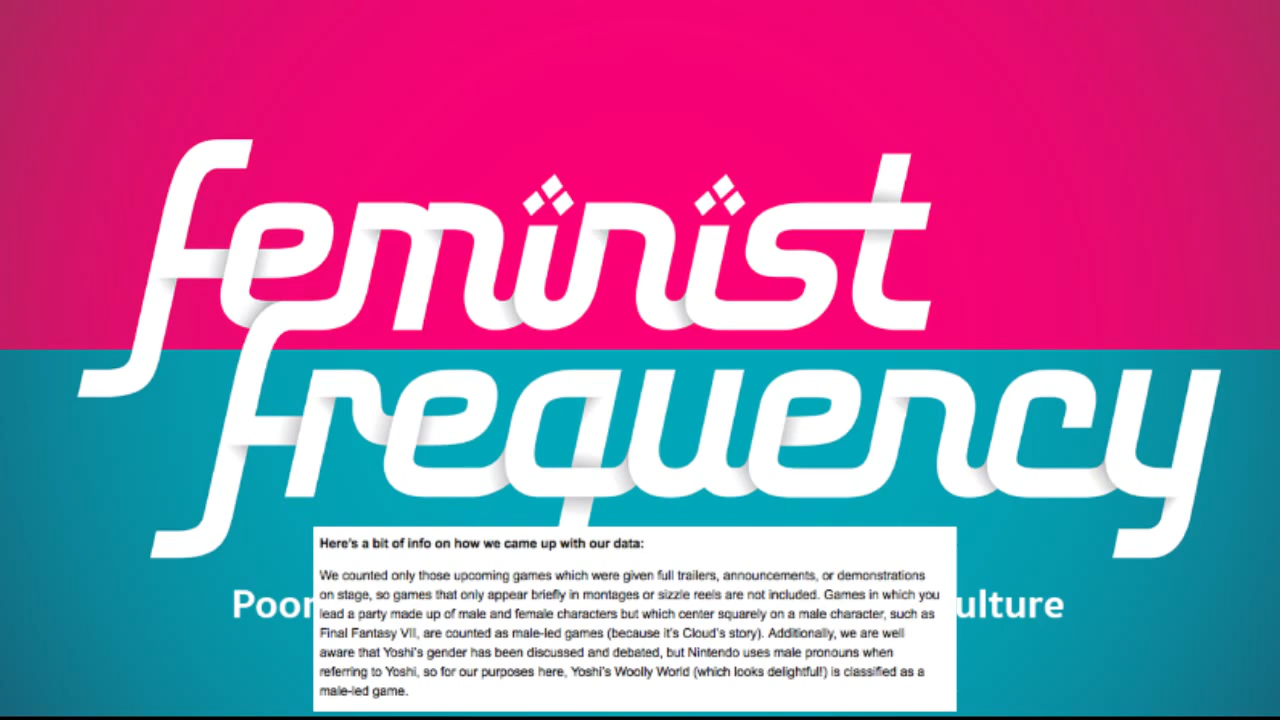 feminist
frequency
Here's a bit of info on how we came up with our data:
We counted only those upcoming games which were given full trailers, announcements, or demonstrations
on stage, so games that only appear briefly in montages or sizzle reels are not included. Games in which you
lead a party made up of male and female characters but which center squarely on a male character, such as
Final Fantasy VII, are counted as male-led games (because it's Cloud's story). Additionally, we are well
aware that Yoshi's gender has been discussed and debated, but Nintendo uses male pronouns when
referring to Yoshi, so for our purposes here, Yoshi's Woolly World (which looks delightful!) is classified as a
male-led game.